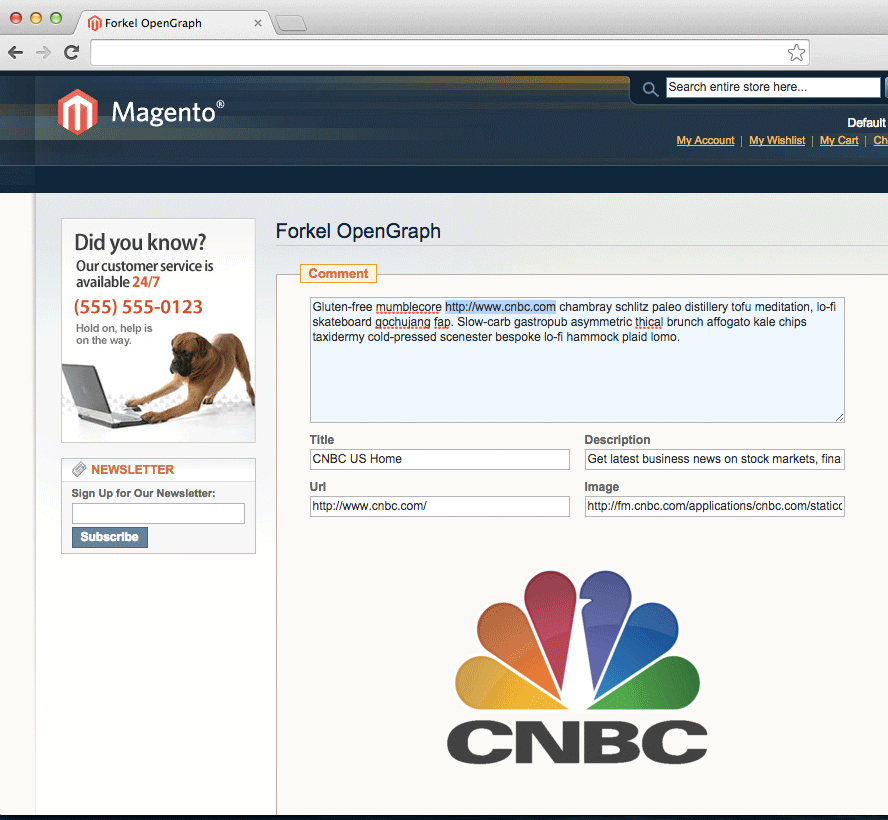 Forkel OpenGraph
Magento®
Search entire store here...
Default
My Account | My Wishlist | My Cart | Ch
Did you know?
Our customer service is
available 24/7
(555) 555-0123
Hold on, help is
on the way.
NEWSLETTER
Sign Up for Our Newsletter:
Subscribe
Forkel OpenGraph
Comment
Gluten-free mumblecore http://www.cnbc.com chambray schlitz paleo distillery tofu meditation, lo-fi
skateboard gochujang fap. Slow-carb gastropub asymmetric thical brunch affogato kale chips
taxidermy cold-pressed scenester bespoke lo-fi hammock plaid lomo.
Title
CNBC US Home
Description
Get latest business news on stock markets, fina
Url
http://www.cnbc.com/
Image
http://fm.cnbc.com/applications/cnbc.com/staticc
CNBC